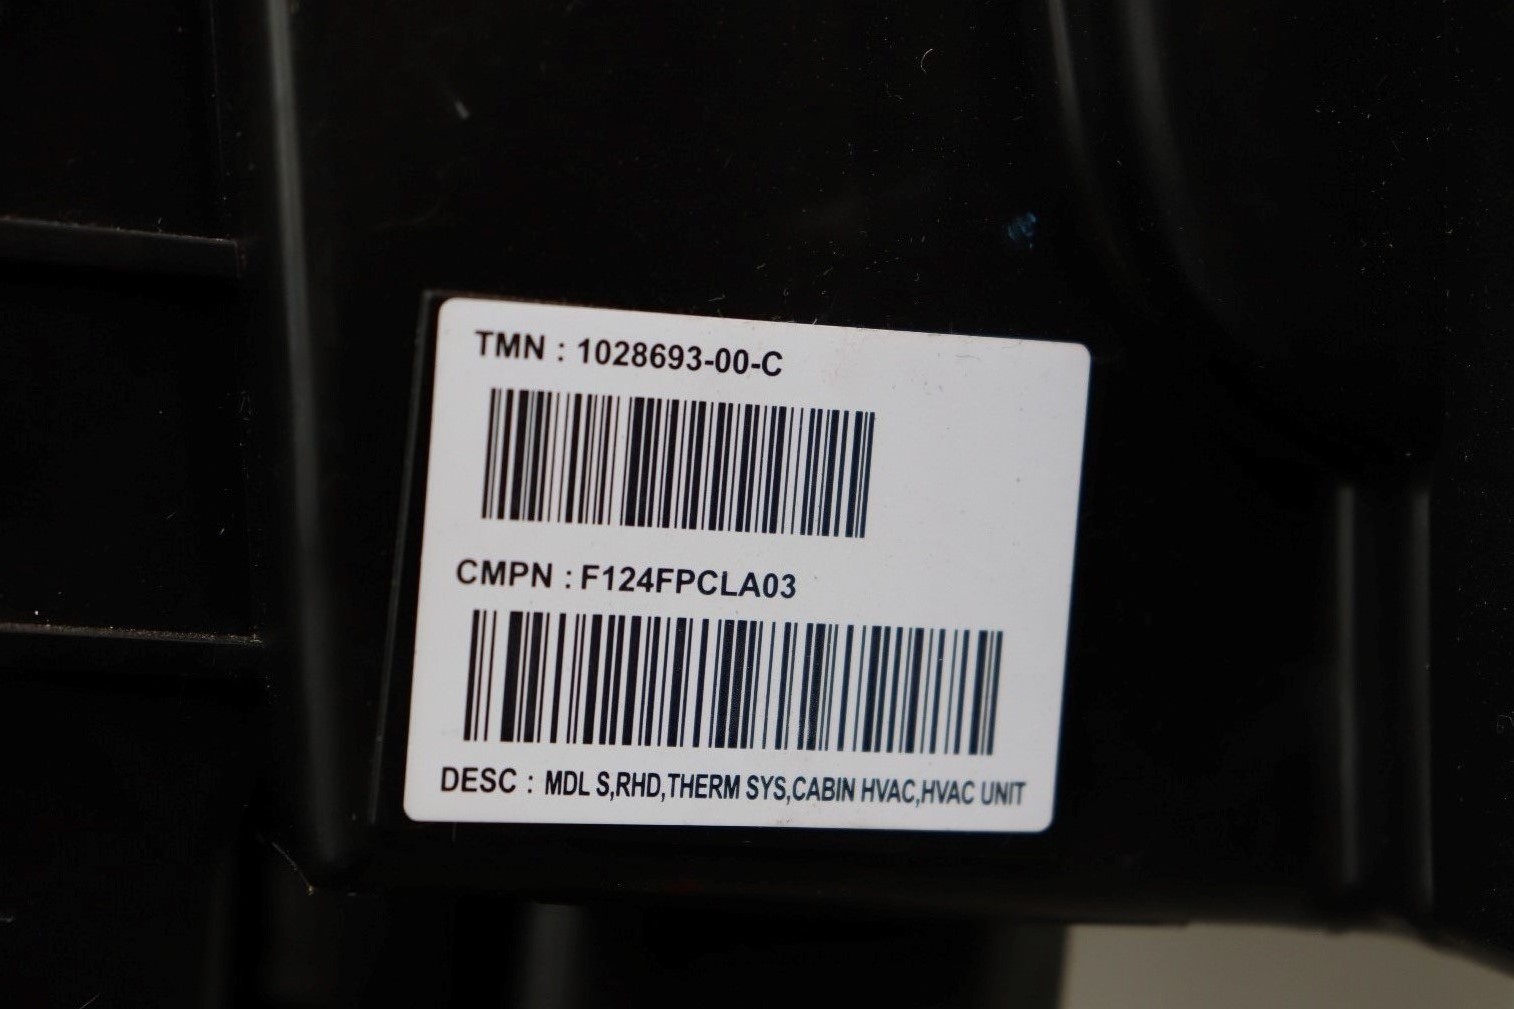 TMN : 1028693-00-C
CMPN : F124FPCLA03
DESC : MDL S,RHD,THERM SYS,CABIN HVAC,HVAC UNIT